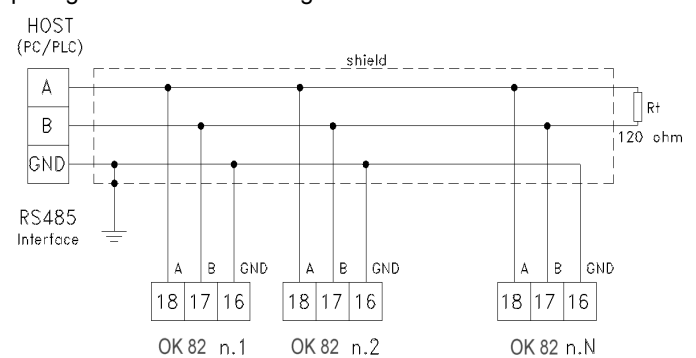 HOST
(PC/PLC)
shield
A
B
GND
Rt
120 ohm
RS485
Interface
A B GND
A B GND
A B GND
18 17 16
18 17 16
18 17 16
OK 82 n.1
OK 82 n.2
OK 82 n.N